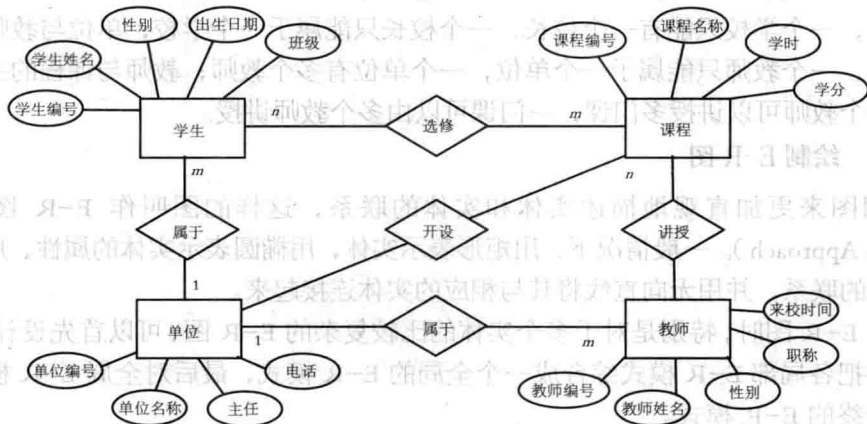 性别
出生日期
学生姓名
班级
学生编号
学生
n
选修
m
课程编号
课程名称
学时
学分
课程
m
n
属于
开设
讲授
1
单位
1
属于
m
教师
来校时间
职称
性别
教师姓名
教师编号
单位编号
单位名称
主任
电话